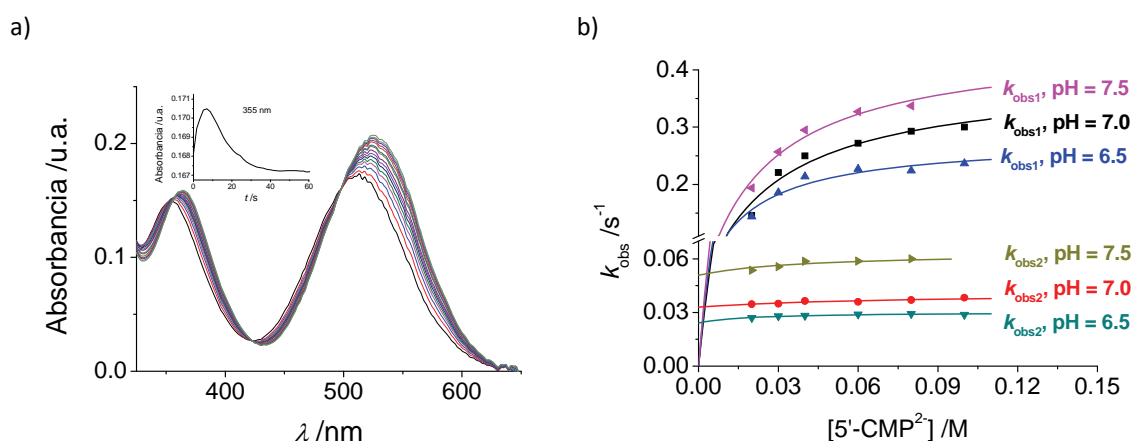 a)
Absorbancia /u.a.
0.2
0.1
0.0
400
500
600
λ /nm
Absorbancia /u.a.
0.171
0.170
0.168
0.167
355 nm
0
20
40
60
t /s
b)
k_obs /s⁻¹
0.4
0.3
0.2
0.06
0.03
0.00
0.00
0.03
0.06
0.09
0.12
0.15
[5'-CMP²⁻] /M
k_obs1, pH = 7.5
k_obs1, pH = 7.0
k_obs1, pH = 6.5
k_obs2, pH = 7.5
k_obs2, pH = 7.0
k_obs2, pH = 6.5